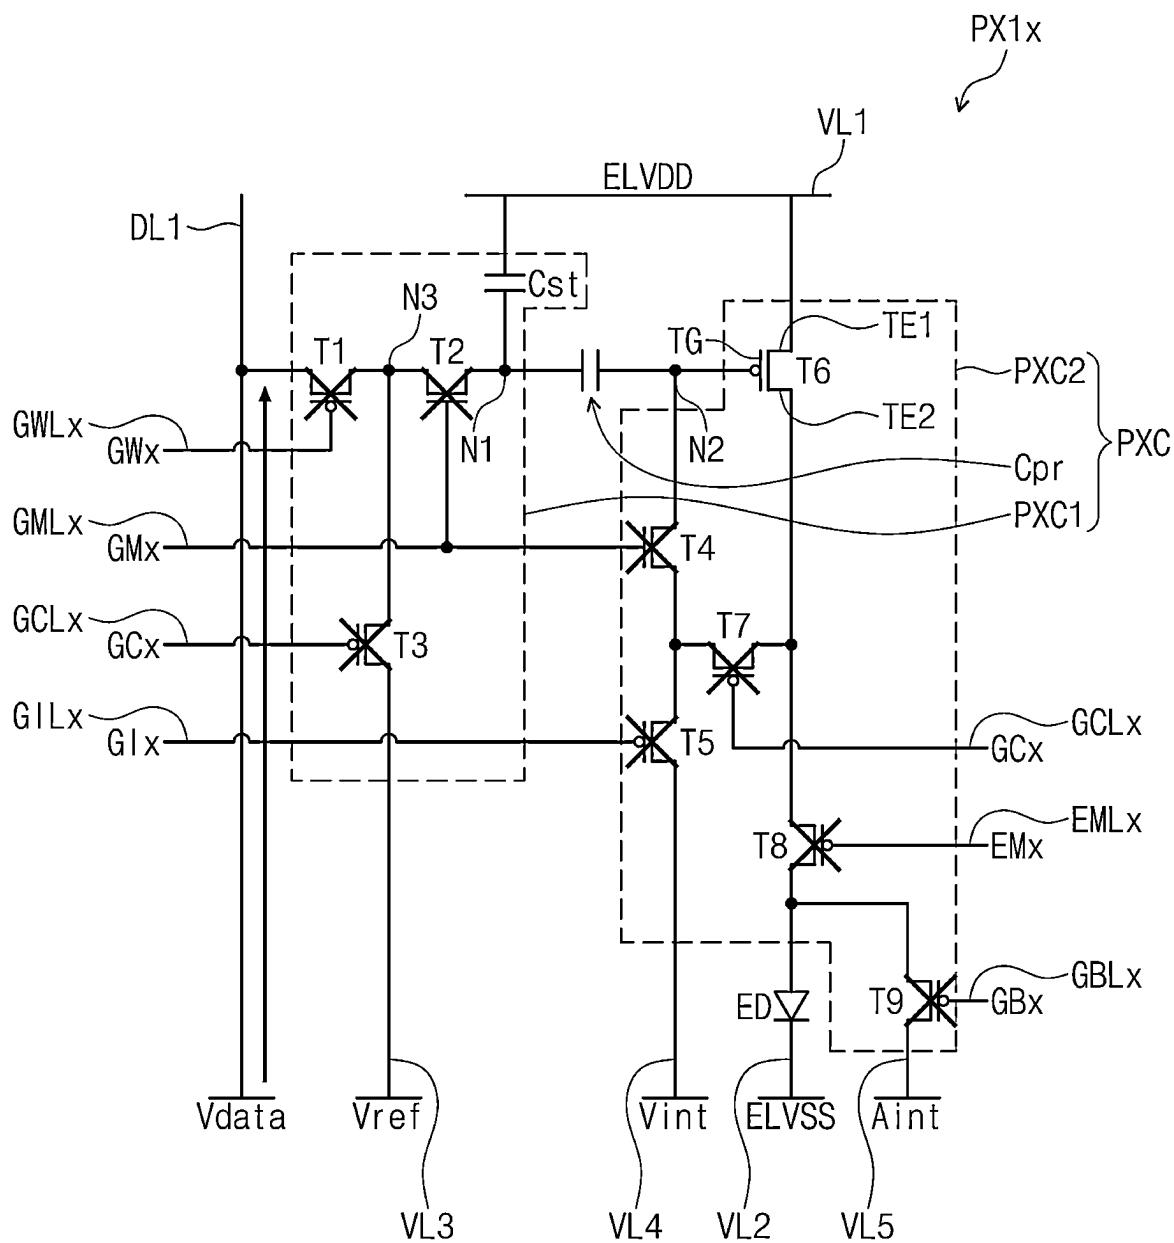 PX1x
VL1
ELVDD
DL1
Cst
N3
TE1
T1
T2
TG
T6
PXC2
TE2
GWLx
GWx
N1
N2
PXC
Cpr
GMLx
GMx
PXC1
T4
GCLx
GCx
T3
T7
GILx
GIx
T5
GCLx
GCx
EMLx
T8
EMx
GBLx
ED
T9
GBx
Vdata
Vref
Vint
ELVSS
Aint
VL3
VL4
VL2
VL5